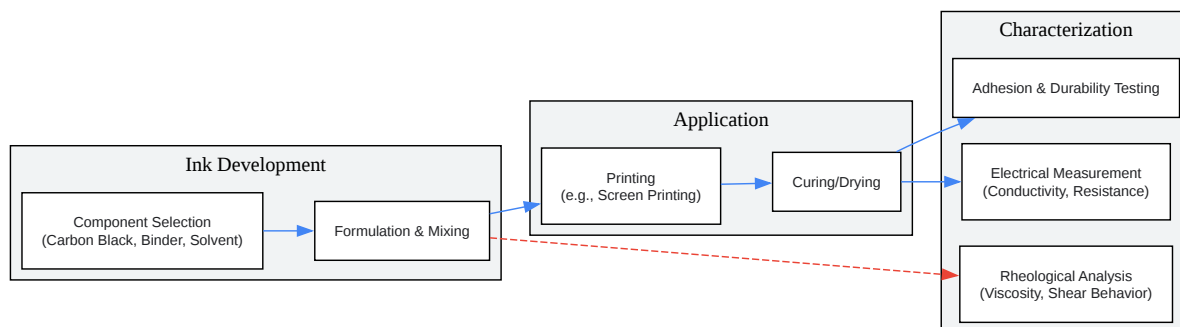 Ink Development
Component Selection
(Carbon Black, Binder, Solvent)
Formulation & Mixing
Application
Printing
(e.g., Screen Printing)
Curing/Drying
Characterization
Adhesion & Durability Testing
Electrical Measurement
(Conductivity, Resistance)
Rheological Analysis
(Viscosity, Shear Behavior)